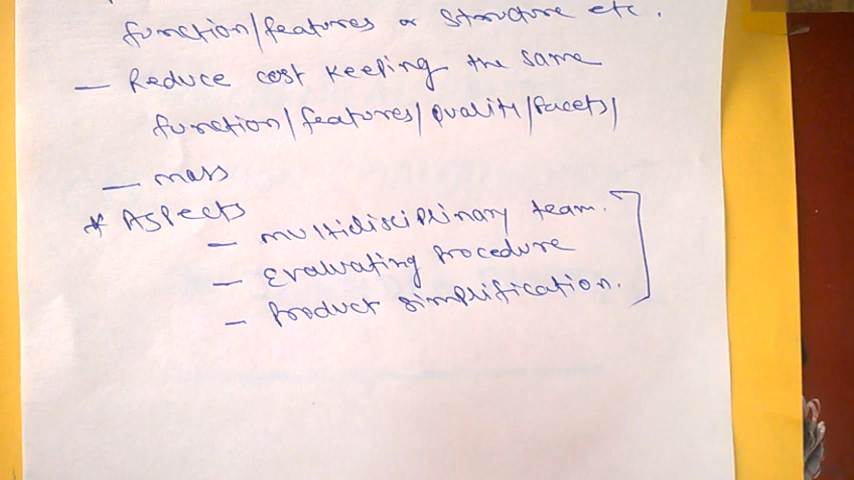 function/features or structure etc.
— Reduce cost keeping the same
function/features/quality/facets/
— mass
* Aspects
— multidisciplinary team.
— Evaluating procedure
— Product simplification.